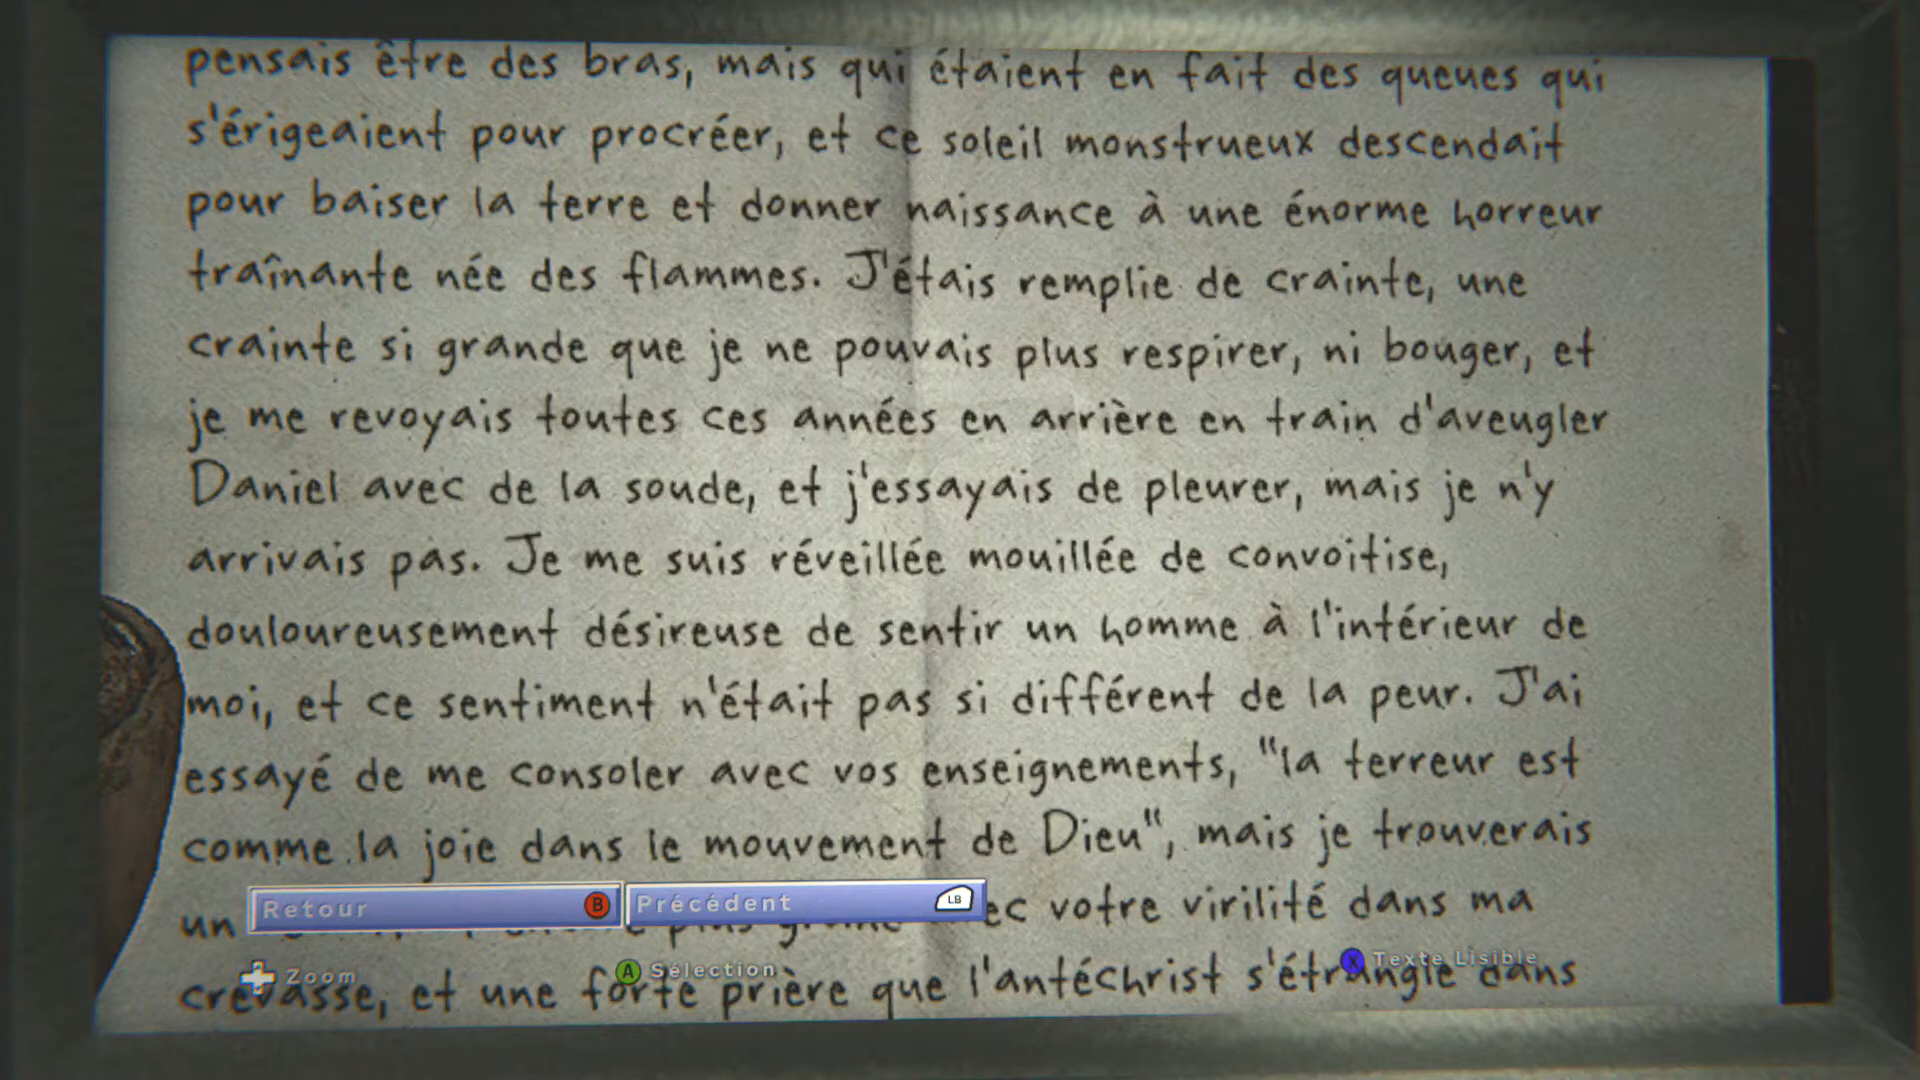 pensais être des bras, mais qui étaient en fait des queues qui
s'érigeaient pour procréer, et ce soleil monstrueux descendait
pour baiser la terre et donner naissance à une énorme horreur
traînante née des flammes. J'étais remplie de crainte, une
crainte si grande que je ne pouvais plus respirer, ni bouger, et
je me revoyais toutes ces années en arrière en train d'aveugler
Daniel avec de la soude, et j'essayais de pleurer, mais je n'y
arrivais pas. Je me suis réveillée mouillée de convoitise,
douloureusement désireuse de sentir un homme à l'intérieur de
moi, et ce sentiment n'était pas si différent de la peur. J'ai
essayé de me consoler avec vos enseignements, "la terreur est
comme la joie dans le mouvement de Dieu", mais je trouverais
un votre virilité dans ma
Retour B Précédent LB
crevasse, et une forte prière que l'antéchrist s'étrangle dans
Zoom A Sélection X Texte Lisible